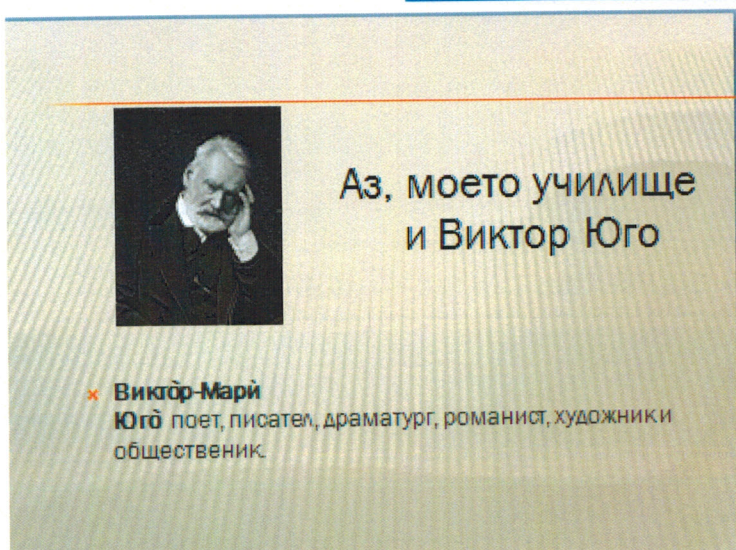 Аз, моето училище
и Виктор Юго
Викто̀р-Марѝ
Юго̀ поет, писател, драматург, романист, художник и
общественик.